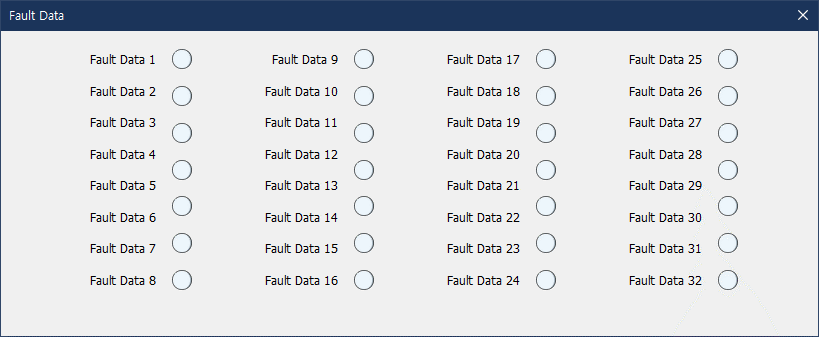 Fault Data
Fault Data 1
Fault Data 2
Fault Data 3
Fault Data 4
Fault Data 5
Fault Data 6
Fault Data 7
Fault Data 8
Fault Data 9
Fault Data 10
Fault Data 11
Fault Data 12
Fault Data 13
Fault Data 14
Fault Data 15
Fault Data 16
Fault Data 17
Fault Data 18
Fault Data 19
Fault Data 20
Fault Data 21
Fault Data 22
Fault Data 23
Fault Data 24
Fault Data 25
Fault Data 26
Fault Data 27
Fault Data 28
Fault Data 29
Fault Data 30
Fault Data 31
Fault Data 32